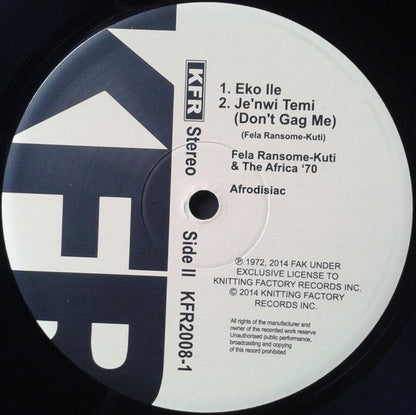 KFR
1. Eko Ile
2. Je'nwi Temi
(Don't Gag Me)
(Fela Ransome-Kuti)
Fela Ransome-Kuti
& The Africa '70
Afrodisiac
KFR Stereo Side II KFR2008-1
℗ 1972, 2014 FAK UNDER
EXCLUSIVE LICENSE TO
KNITTING FACTORY RECORDS INC.
© 2014 KNITTING FACTORY
RECORDS INC.
All rights of the manufacturer and
owner of the recorded work reserve
Unauthorised public performance,
broadcasting and copying
of this record prohibited